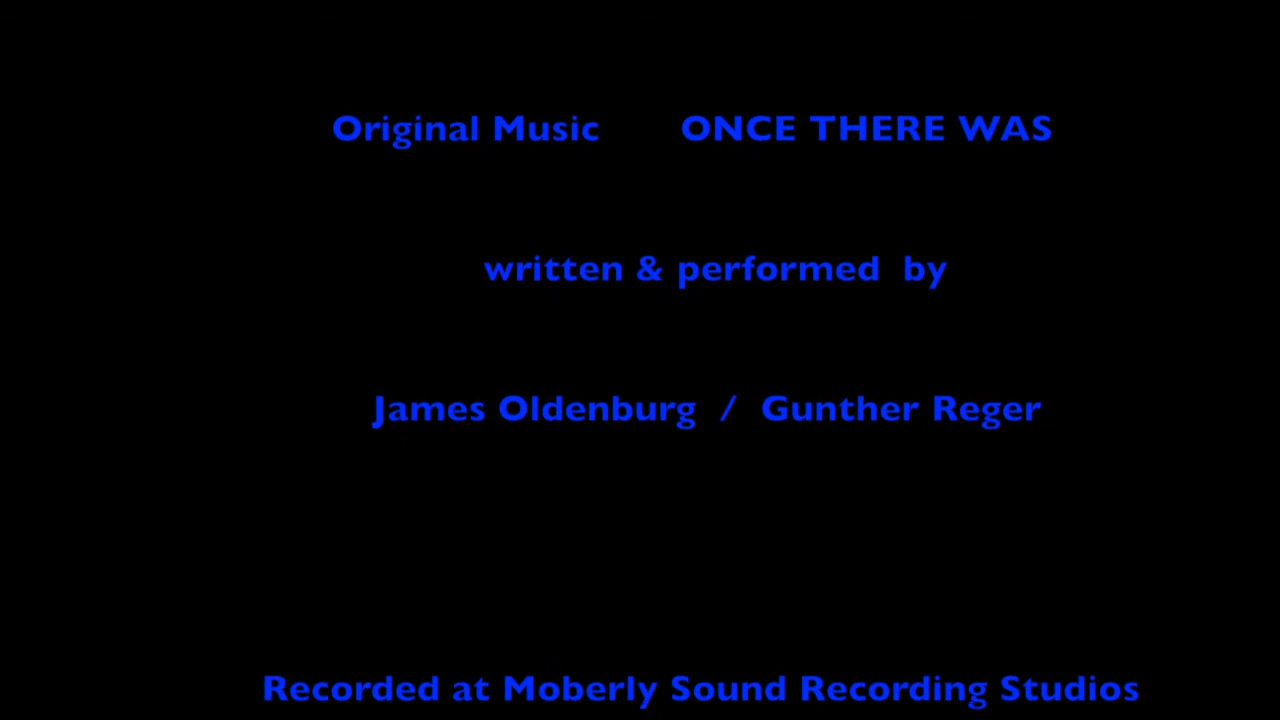 Original Music ONCE THERE WAS
written & performed by
James Oldenburg / Gunther Reger
Recorded at Moberly Sound Recording Studios